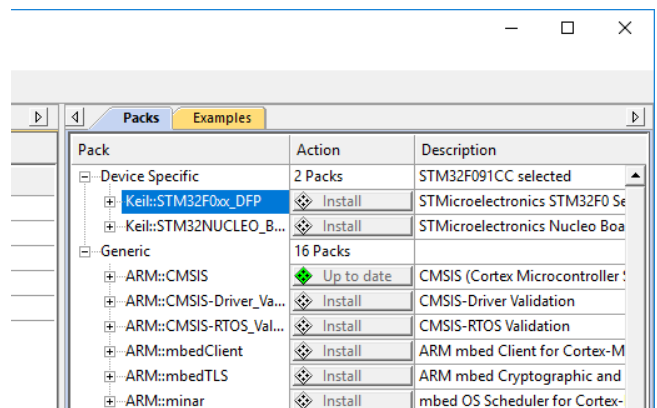 Packs Examples
Pack Action Description
Device Specific 2 Packs STM32F091CC selected
Keil::STM32F0xx_DFP Install STMicroelectronics STM32F0 Se
Keil::STM32NUCLEO_B... Install STMicroelectronics Nucleo Boa
Generic 16 Packs
ARM::CMSIS Up to date CMSIS (Cortex Microcontroller S
ARM::CMSIS-Driver_Va... Install CMSIS-Driver Validation
ARM::CMSIS-RTOS_Val... Install CMSIS-RTOS Validation
ARM::mbedClient Install ARM mbed Client for Cortex-M
ARM::mbedTLS Install ARM mbed Cryptographic and
ARM::minar Install mbed OS Scheduler for Cortex-